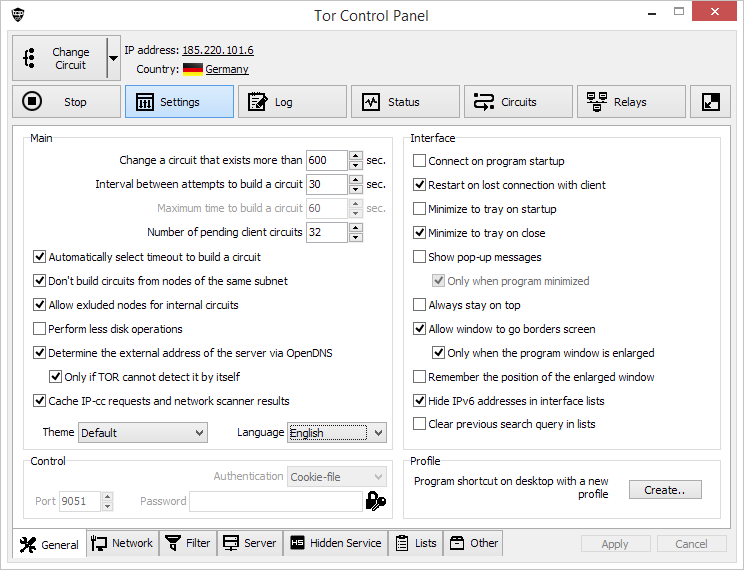 Tor Control Panel
Change Circuit
IP address: 185.220.101.6
Country: Germany
Stop
Settings
Log
Status
Circuits
Relays
Main
Change a circuit that exists more than 600 sec.
Interval between attempts to build a circuit 30 sec.
Maximum time to build a circuit 60 sec.
Number of pending client circuits 32
Automatically select timeout to build a circuit
Don't build circuits from nodes of the same subnet
Allow exluded nodes for internal circuits
Perform less disk operations
Determine the external address of the server via OpenDNS
Only if TOR cannot detect it by itself
Cache IP-cc requests and network scanner results
Theme Default Language English
Interface
Connect on program startup
Restart on lost connection with client
Minimize to tray on startup
Minimize to tray on close
Show pop-up messages
Only when program minimized
Always stay on top
Allow window to go borders screen
Only when the program window is enlarged
Remember the position of the enlarged window
Hide IPv6 addresses in interface lists
Clear previous search query in lists
Control
Authentication Cookie-file
Port 9051 Password
Profile
Program shortcut on desktop with a new
profile
Create..
General
Network
Filter
Server
HS Hidden Service
Lists
Other
Apply
Cancel